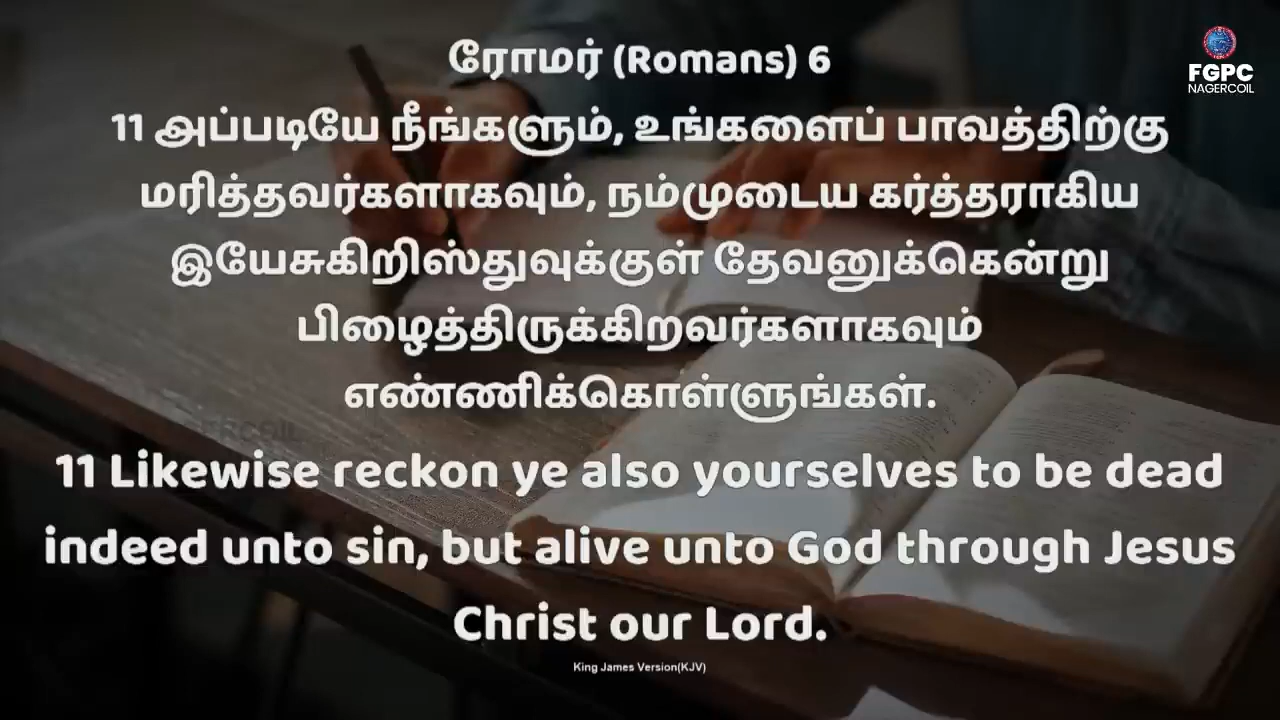 ரோமர் (Romans) 6
FGPC
NAGERCOIL
11 அப்படியே நீங்களும், உங்களைப் பாவத்திற்கு
மரித்தவர்களாகவும், நம்முடைய கர்த்தராகிய
இயேசுகிறிஸ்துவுக்குள் தேவனுக்கென்று
பிழைத்திருக்கிறவர்களாகவும்
எண்ணிக்கொள்ளுங்கள்.
11 Likewise reckon ye also yourselves to be dead
indeed unto sin, but alive unto God through Jesus
Christ our Lord.
King James Version(KJV)